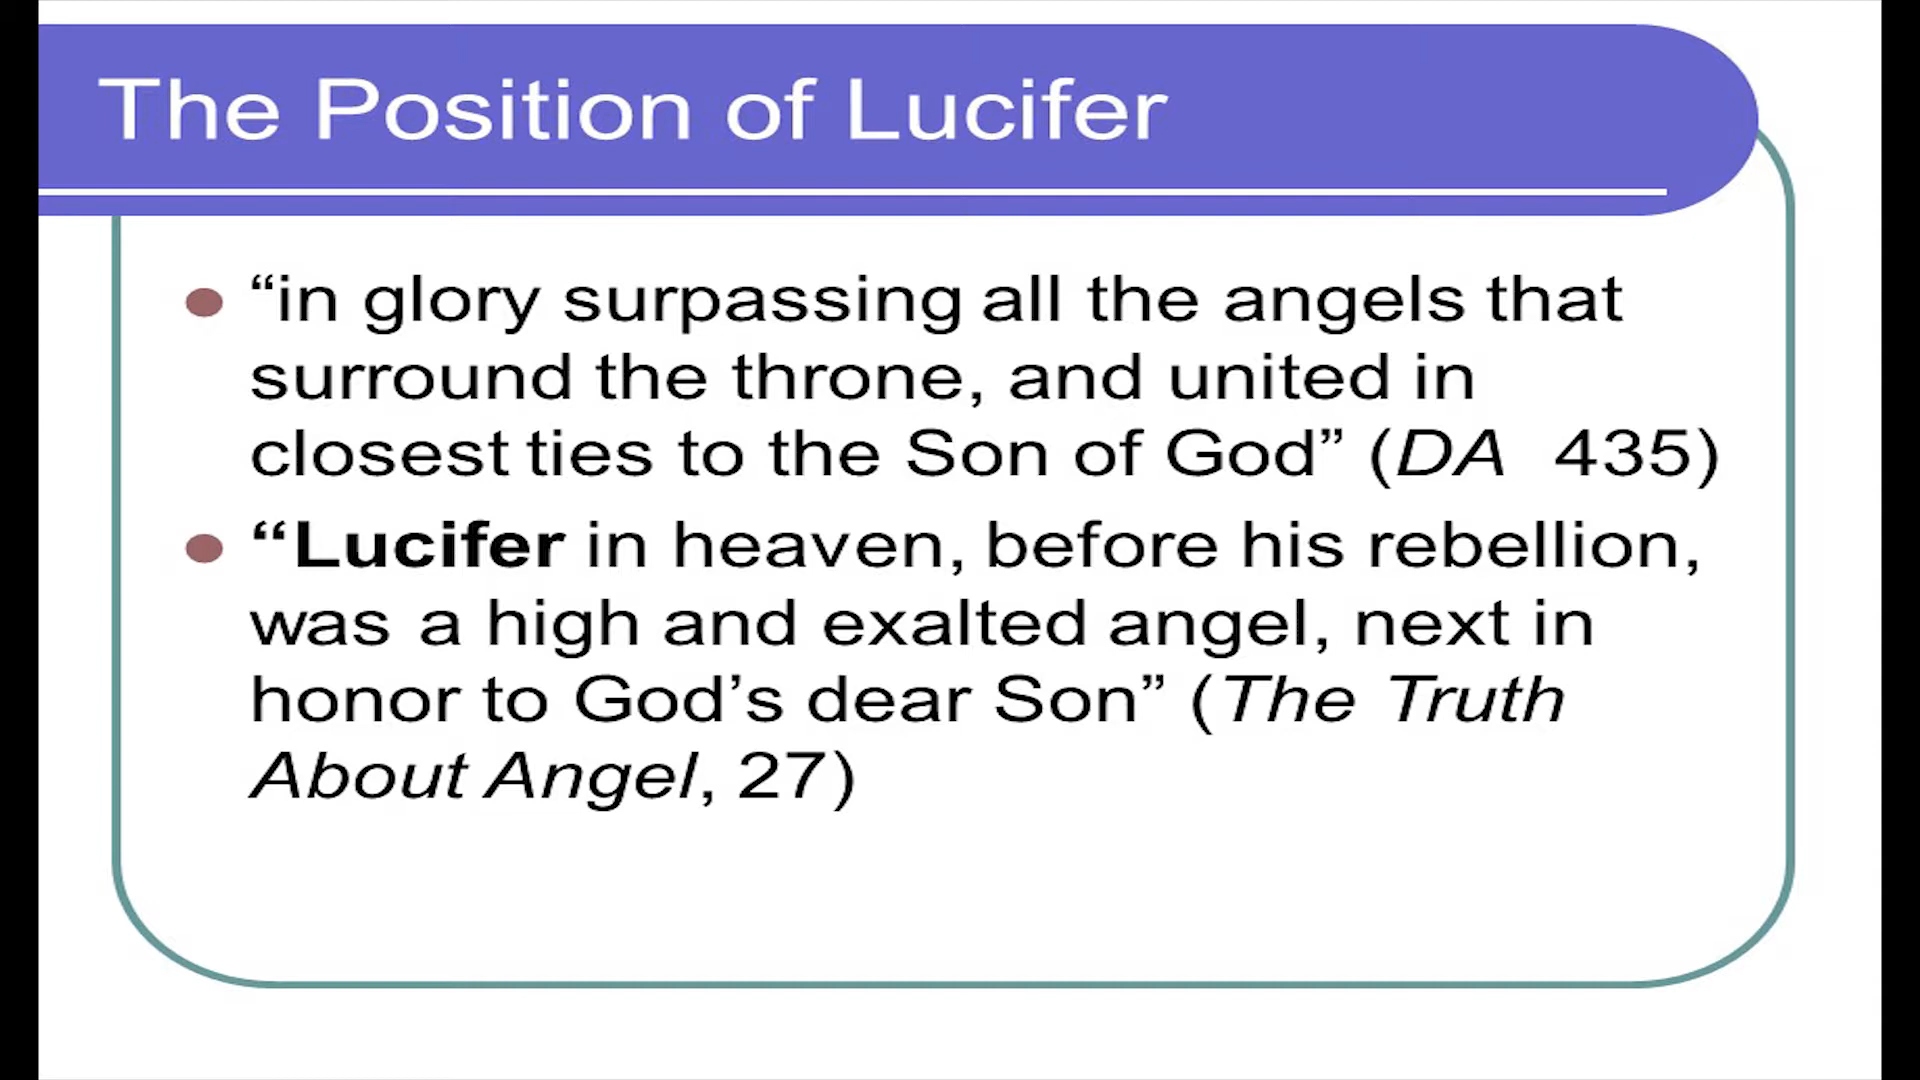 The Position of Lucifer
“in glory surpassing all the angels that
surround the throne, and united in
closest ties to the Son of God” (DA 435)
“Lucifer in heaven, before his rebellion,
was a high and exalted angel, next in
honor to God’s dear Son” (The Truth
About Angel, 27)